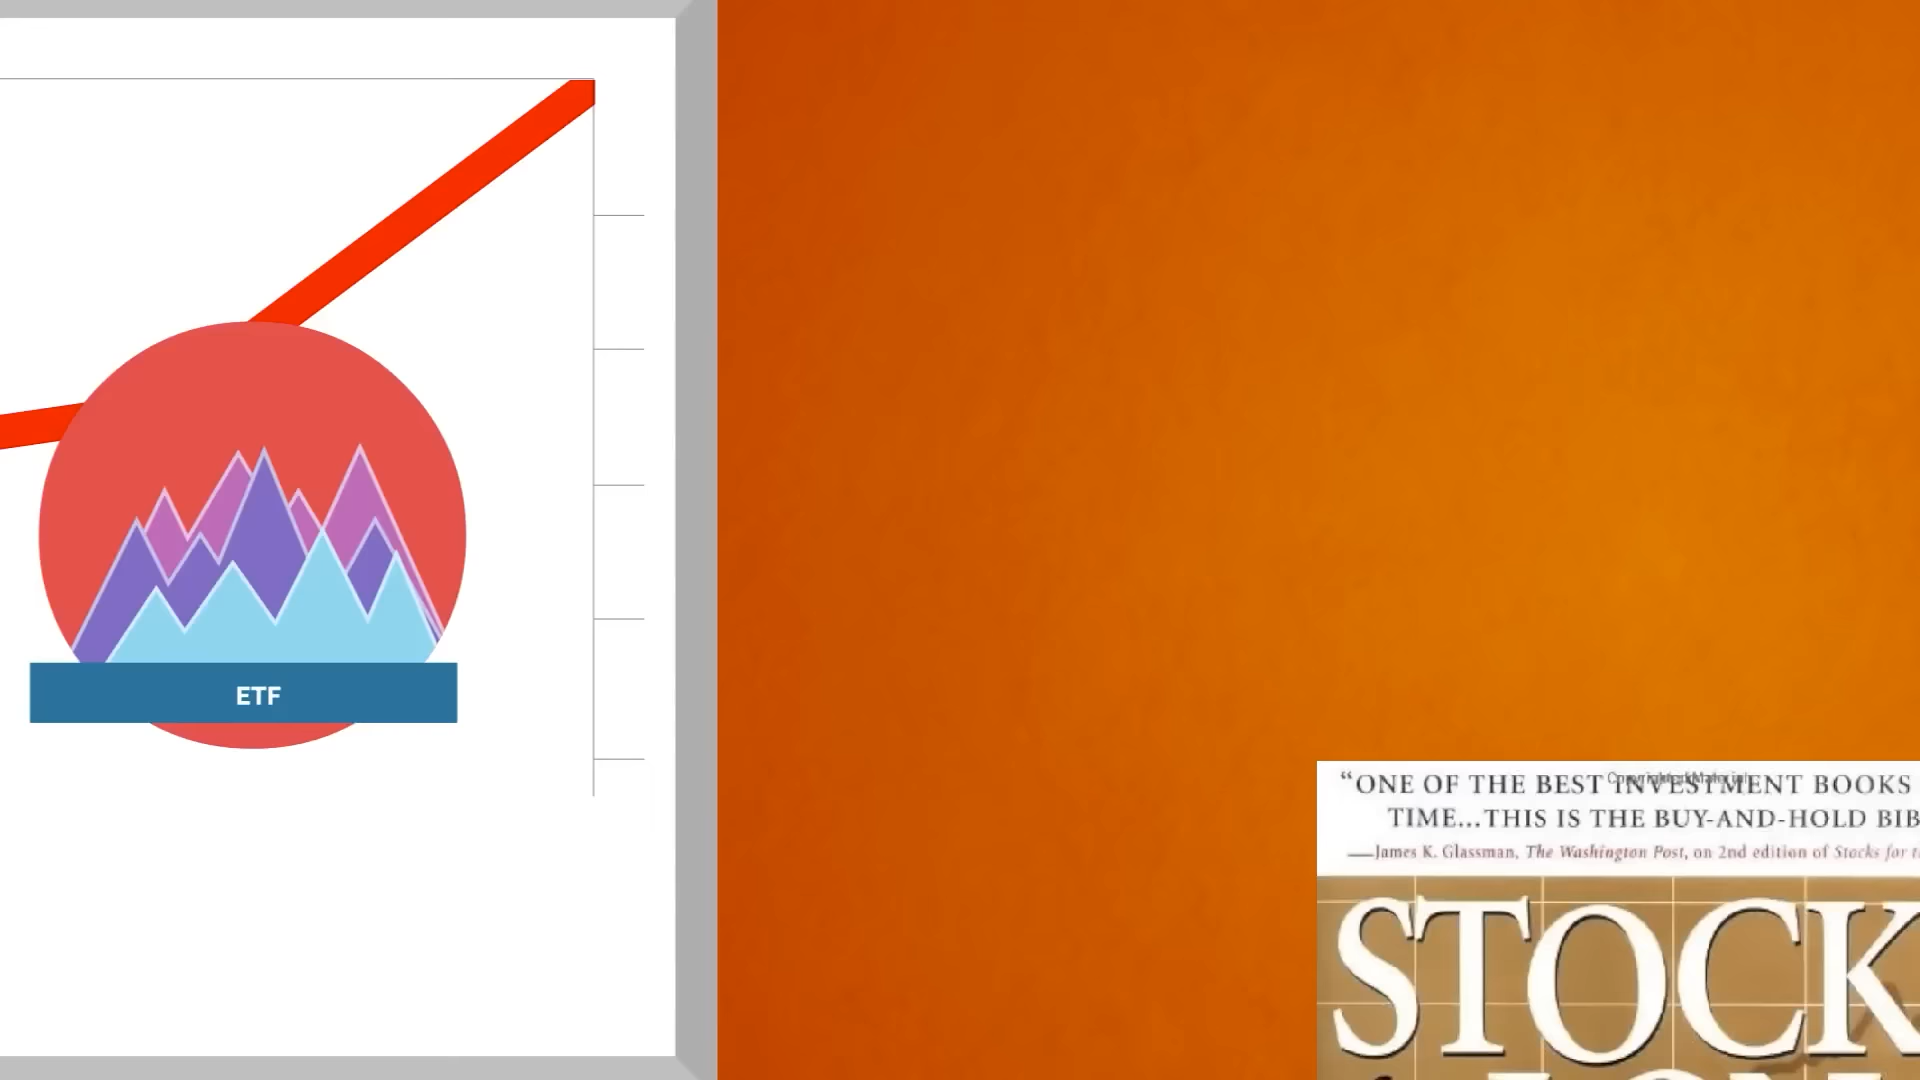 ETF
“ONE OF THE BEST INVESTMENT BOOKS
TIME...THIS IS THE BUY-AND-HOLD BIB
—James K. Glassman, The Washington Post, on 2nd edition of Stocks for t
STOCK